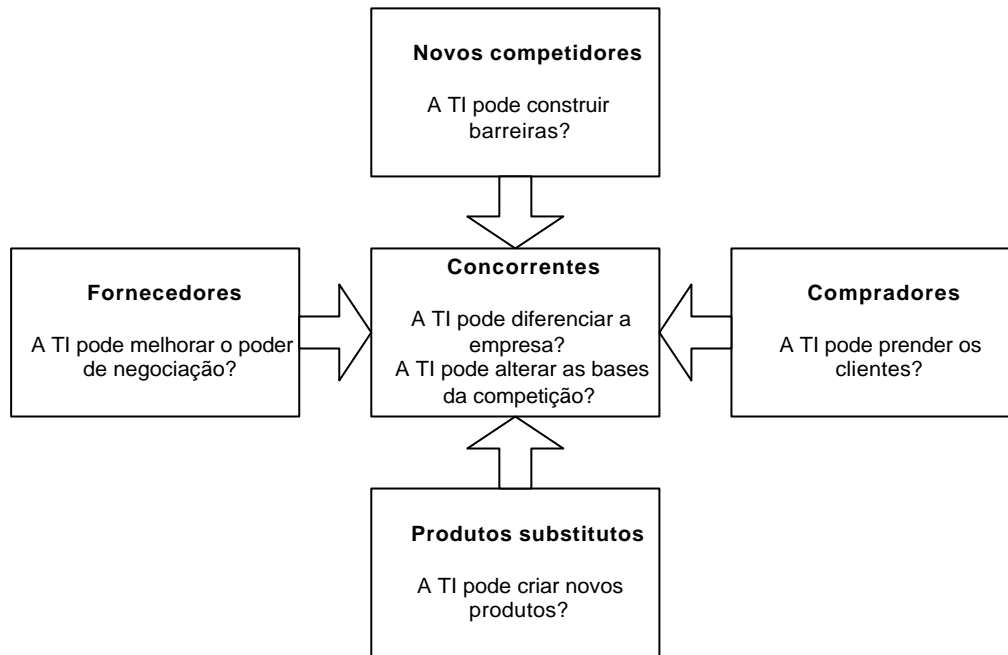 Novos competidores
A TI pode construir
barreiras?
Fornecedores
A TI pode melhorar o poder
de negociação?
Concorrentes
A TI pode diferenciar a
empresa?
A TI pode alterar as bases
da competição?
Compradores
A TI pode prender os
clientes?
Produtos substitutos
A TI pode criar novos
produtos?